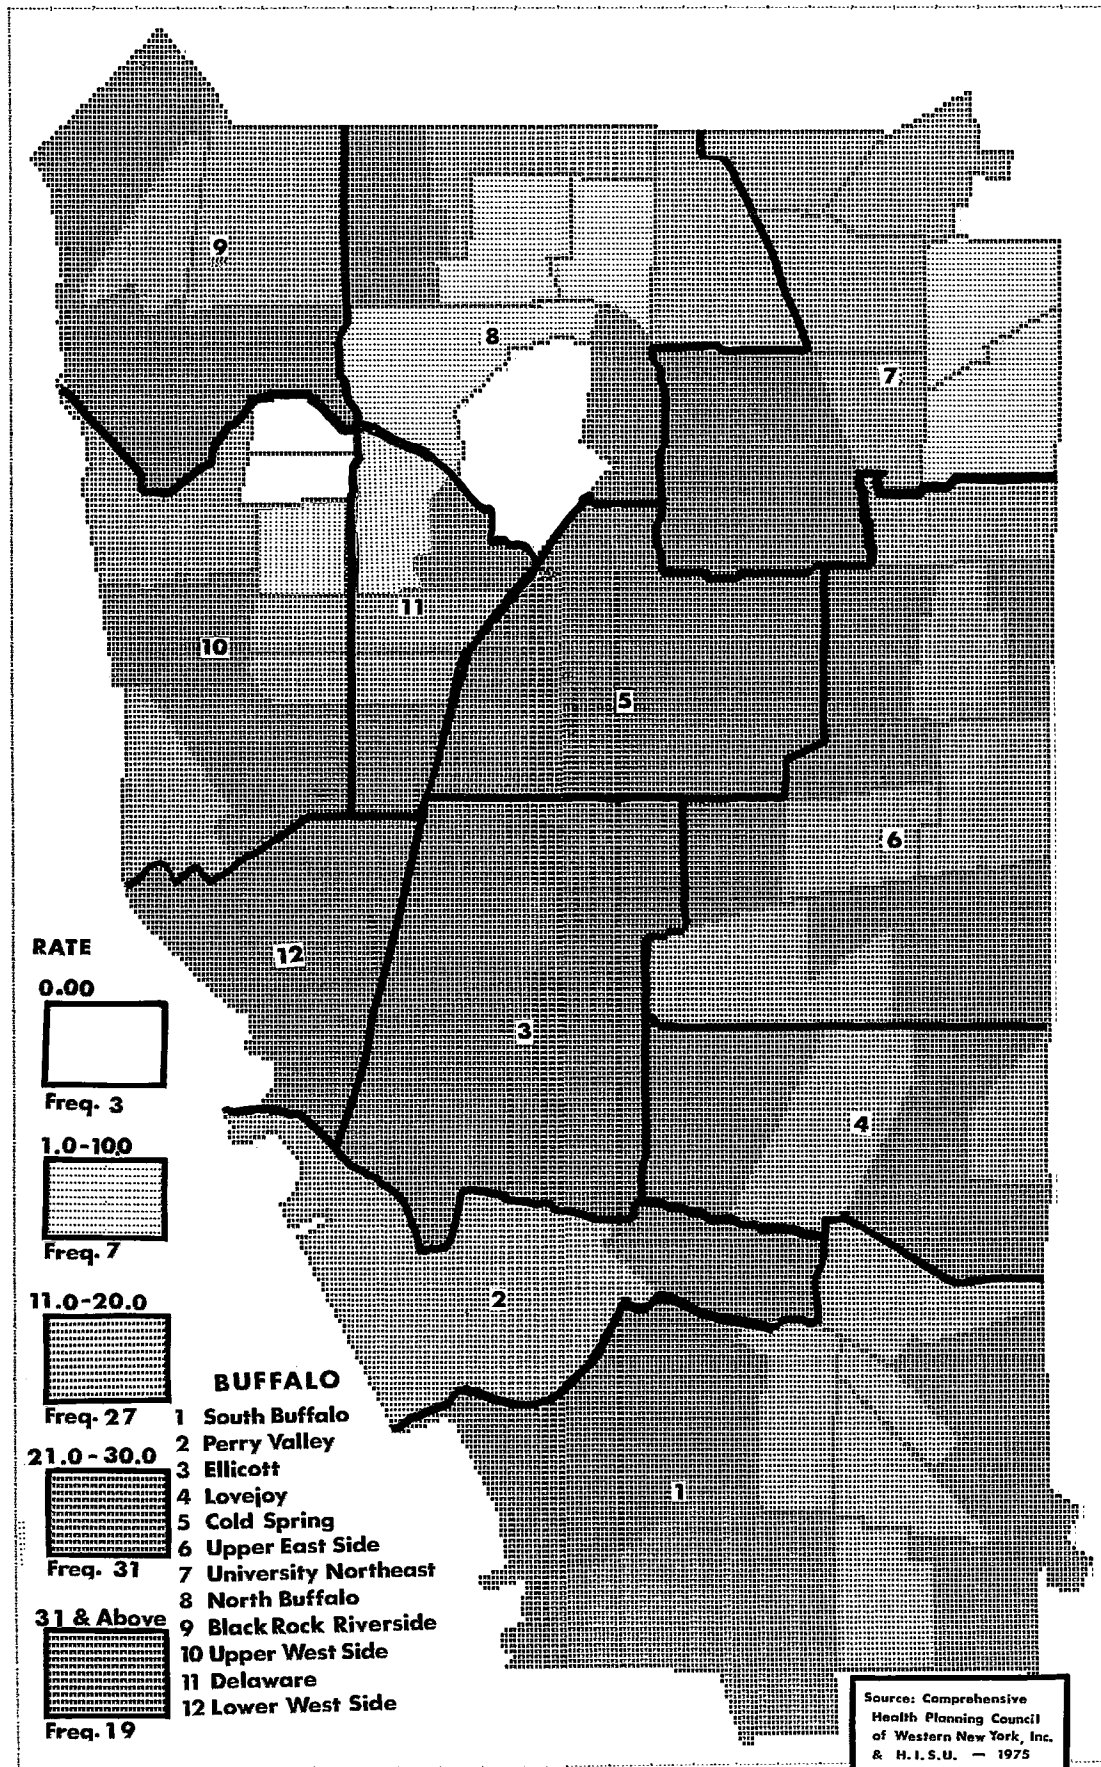 9
8
7
11
10
5
6
12
3
4
2
1
RATE
0.00
Freq. 3
1.0-10.0
Freq. 7
11.0-20.0
Freq. 27
21.0-30.0
Freq. 31
31 & Above
Freq. 19
BUFFALO
1 South Buffalo
2 Perry Valley
3 Ellicott
4 Lovejoy
5 Cold Spring
6 Upper East Side
7 University Northeast
8 North Buffalo
9 Black Rock Riverside
10 Upper West Side
11 Delaware
12 Lower West Side
Source: Comprehensive
Health Planning Council
of Western New York, Inc.
& H.I.S.U. — 1975